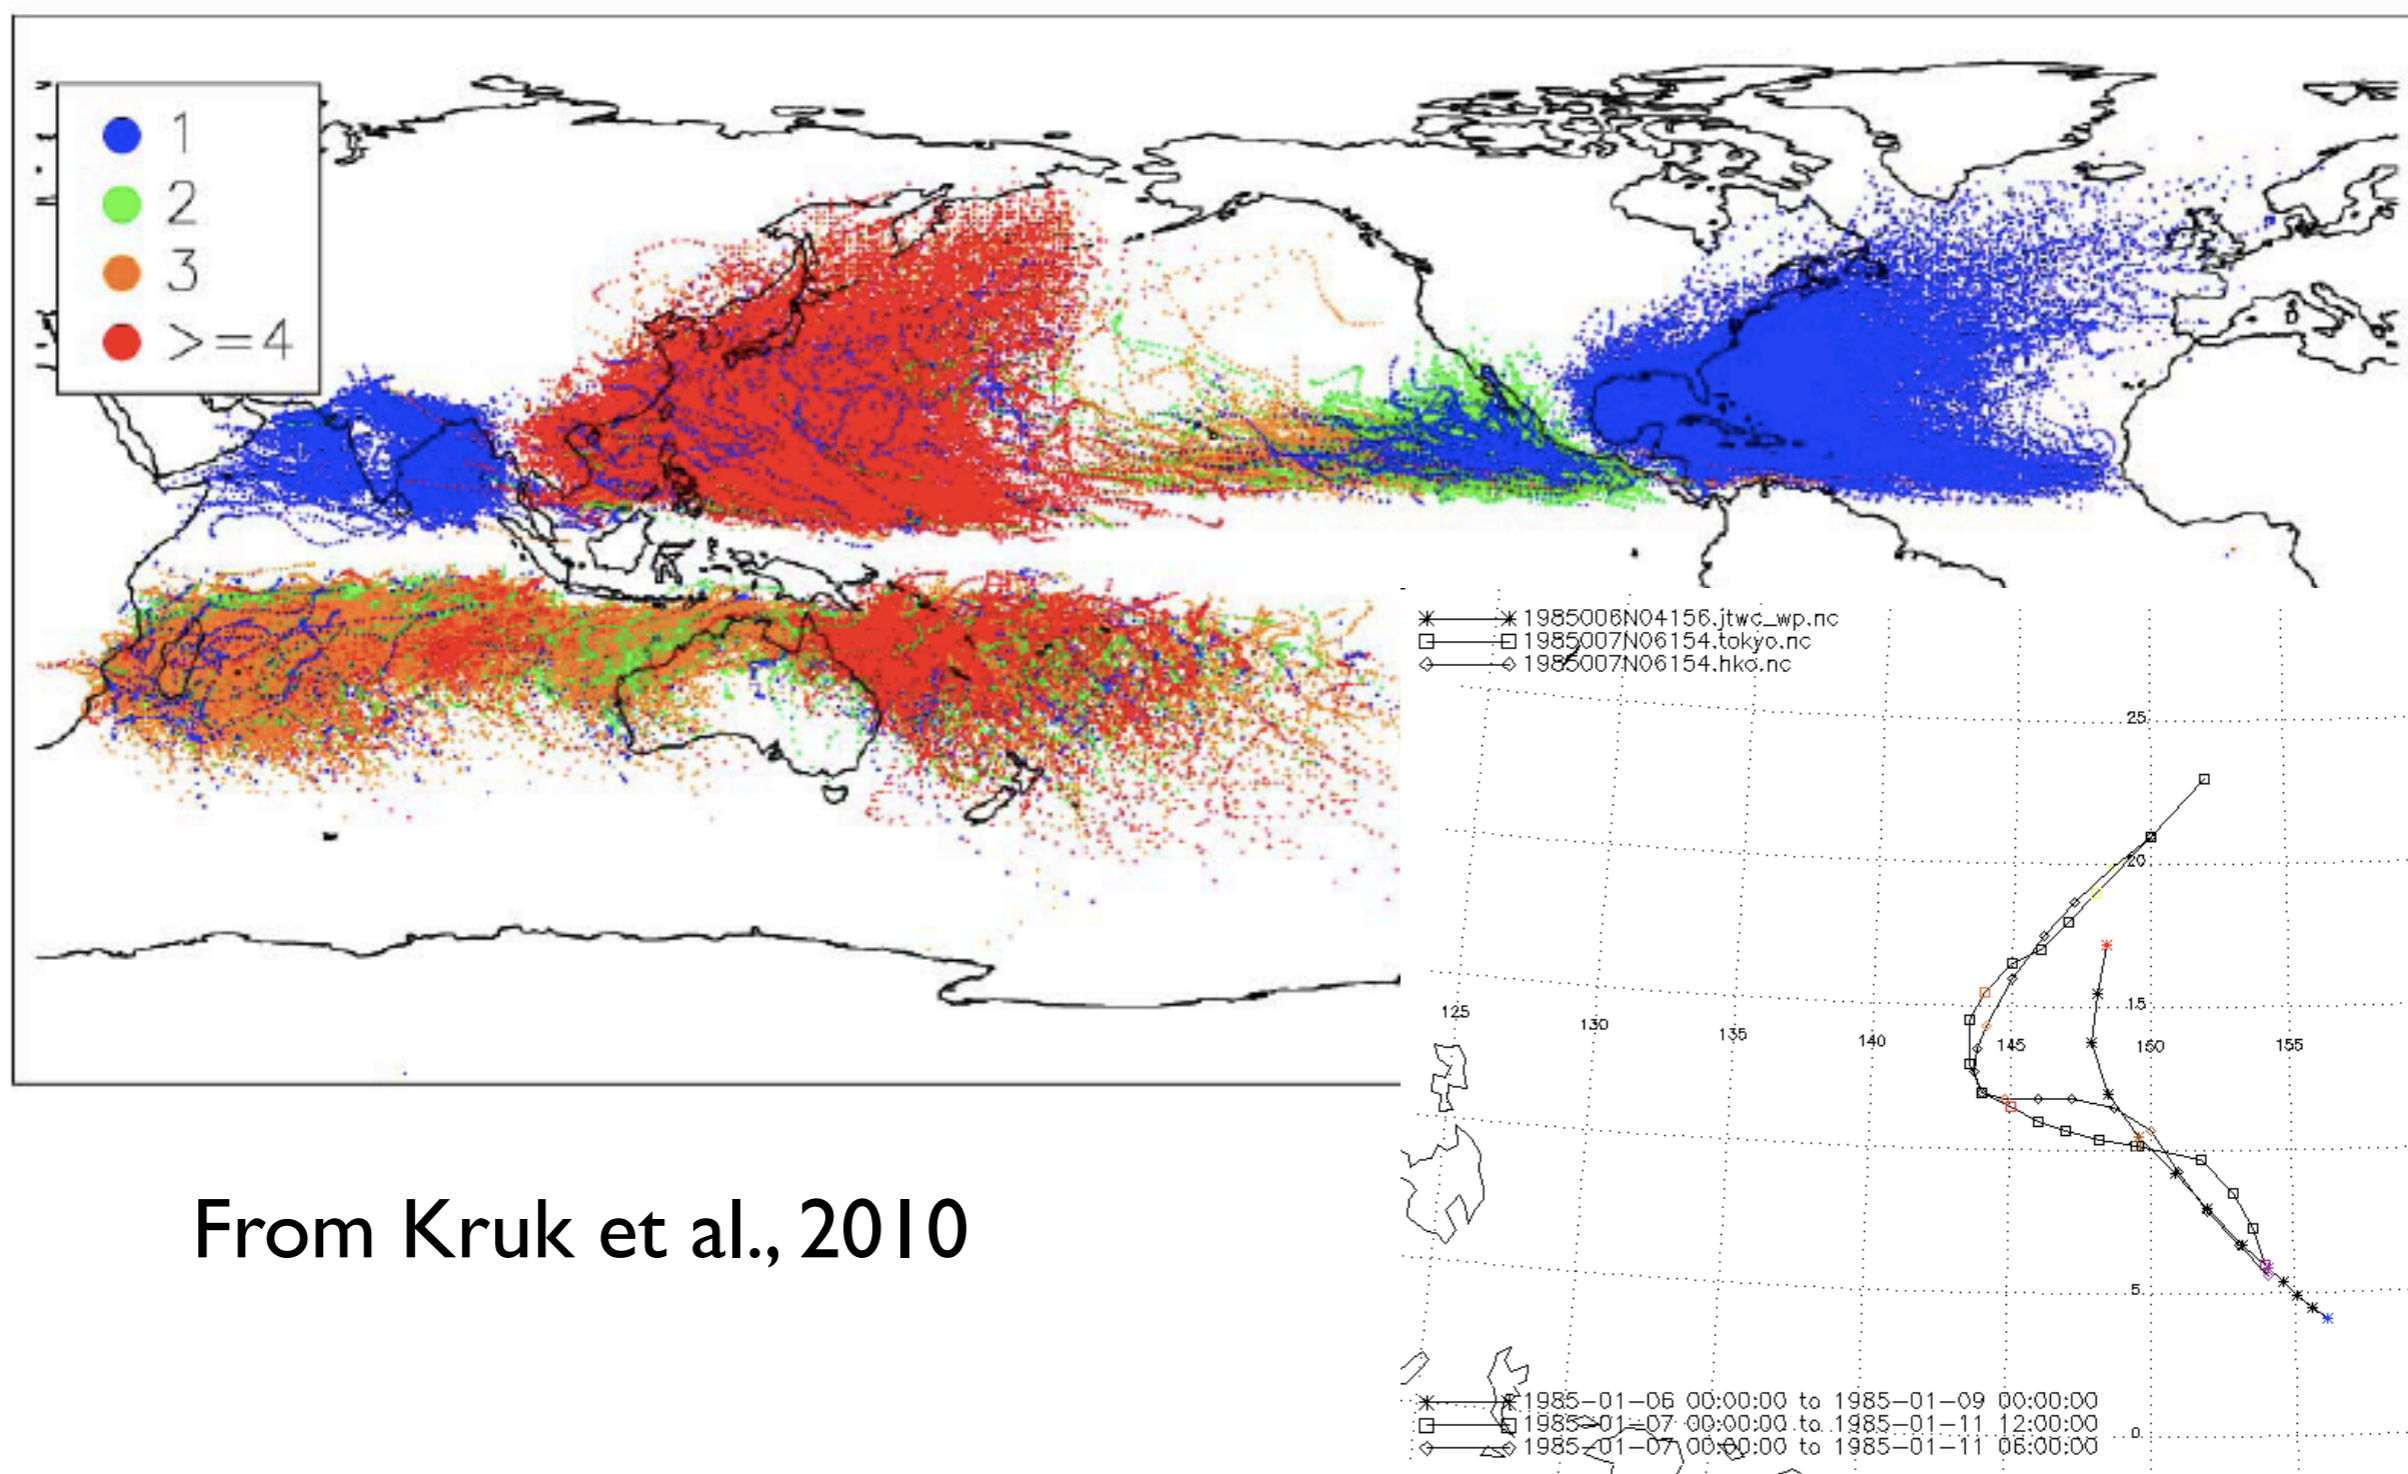 1
2
3
>=4
1985006N04156.jtwc_wp.nc
1985007N06154.tokyo.nc
1985007N06154.hko.nc
25
20
15
125
130
135
140
145
150
155
5
0
1985-01-06 00:00:00 to 1985-01-09 00:00:00
1985-01-07 00:00:00 to 1985-01-11 12:00:00
1985-01-07 00:00:00 to 1985-01-11 06:00:00
From Kruk et al., 2010